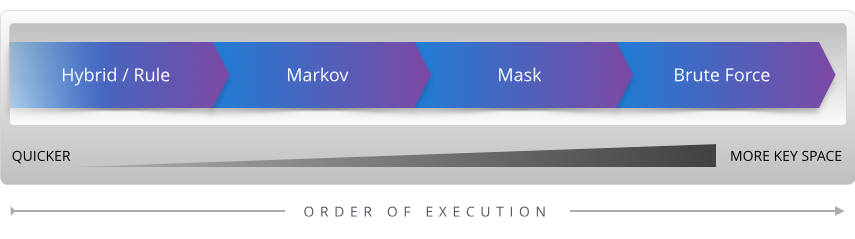 Hybrid / Rule
Markov
Mask
Brute Force
QUICKER
MORE KEY SPACE
ORDER OF EXECUTION